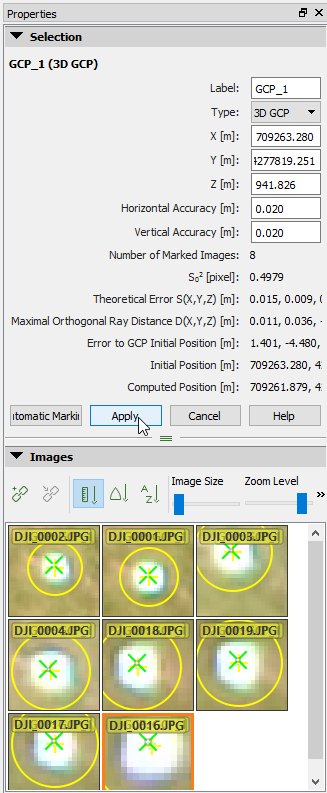 Properties
Selection
GCP_1 (3D GCP)
Label: GCP_1
Type: 3D GCP
X [m]: 709263.280
Y [m]: 4277819.251
Z [m]: 941.826
Horizontal Accuracy [m]: 0.020
Vertical Accuracy [m]: 0.020
Number of Marked Images: 8
S₀² [pixel]: 0.4979
Theoretical Error S(X,Y,Z) [m]: 0.015, 0.009, 0
Maximal Orthogonal Ray Distance D(X,Y,Z) [m]: 0.011, 0.036, -
Error to GCP Initial Position [m]: 1.401, -4.480,
Initial Position [m]: 709263.280, 4
Computed Position [m]: 709261.879, 4
utomatic Markin Apply Cancel Help
Images
A Z Image Size Zoom Level »
DJI_0002.JPG DJI_0001.JPG DJI_0003.JPG
DJI_0004.JPG DJI_0018.JPG DJI_0019.JPG
DJI_0017.JPG DJI_0016.JPG